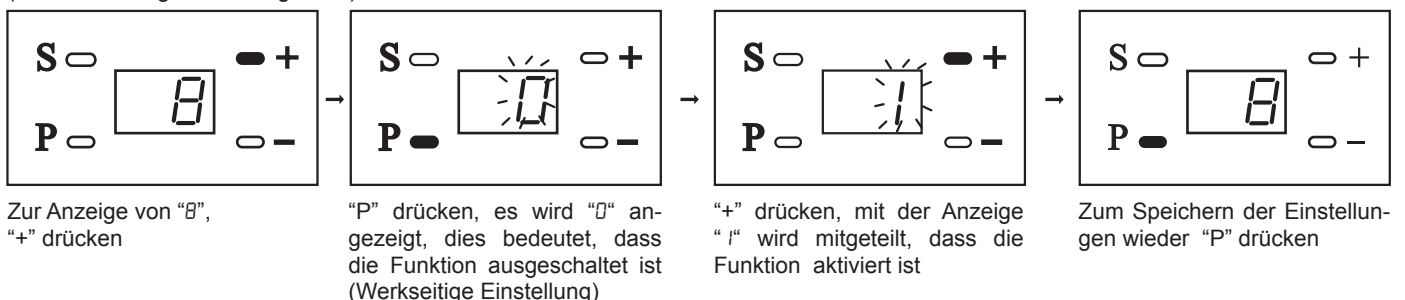 S +
8
P –
→
S +
0
P –
→
S +
1
P –
→
S +
8
P –
Zur Anzeige von “8”,
“+” drücken
“P” drücken, es wird “0“ an-
gezeigt, dies bedeutet, dass
die Funktion ausgeschaltet ist
(Werkseitige Einstellung)
“+” drücken, mit der Anzeige
“ 1“ wird mitgeteilt, dass die
Funktion aktiviert ist
Zum Speichern der Einstellun-
gen wieder “P” drücken